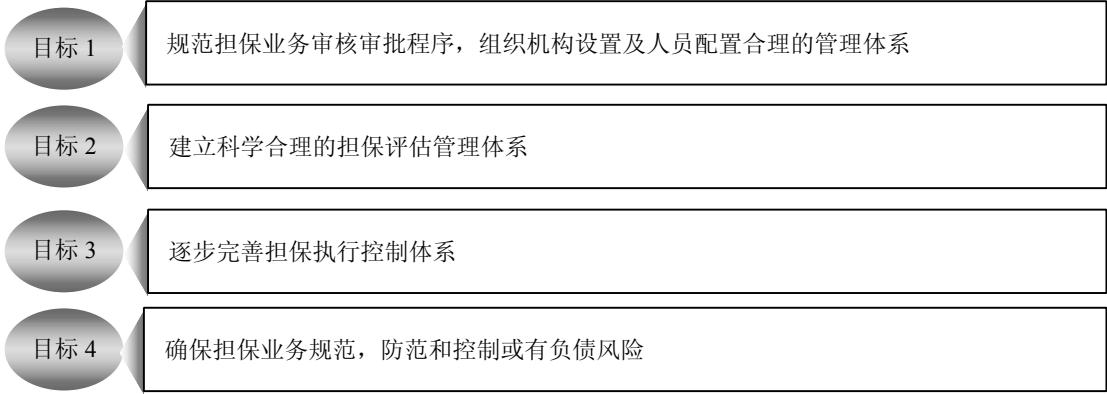 目标 1
规范担保业务审核审批程序，组织机构设置及人员配置合理的管理体系
目标 2
建立科学合理的担保评估管理体系
目标 3
逐步完善担保执行控制体系
目标 4
确保担保业务规范，防范和控制或有负债风险